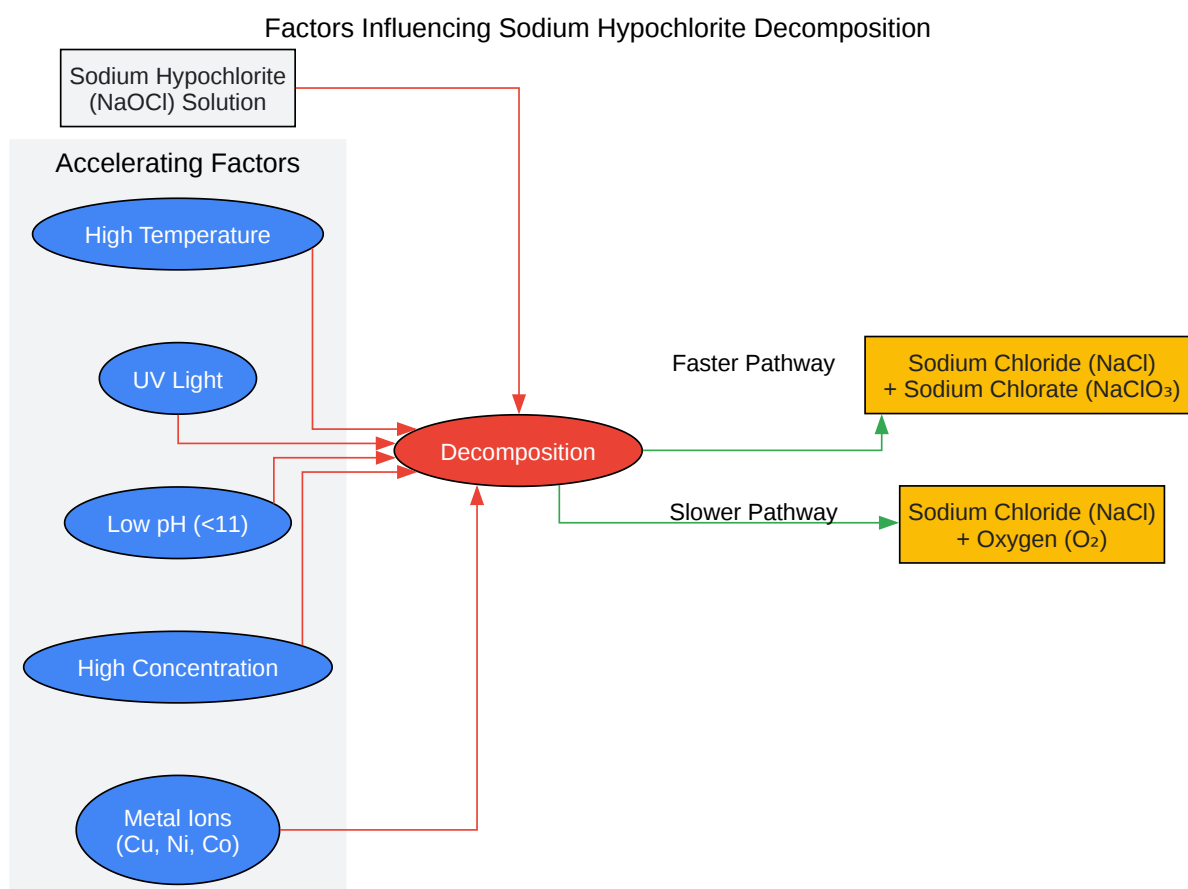 Factors Influencing Sodium Hypochlorite Decomposition
Sodium Hypochlorite
(NaOCl) Solution
Accelerating Factors
High Temperature
UV Light
Low pH (<11)
High Concentration
Metal Ions
(Cu, Ni, Co)
Decomposition
Faster Pathway
Sodium Chloride (NaCl)
+ Sodium Chlorate (NaClO₃)
Slower Pathway
Sodium Chloride (NaCl)
+ Oxygen (O₂)